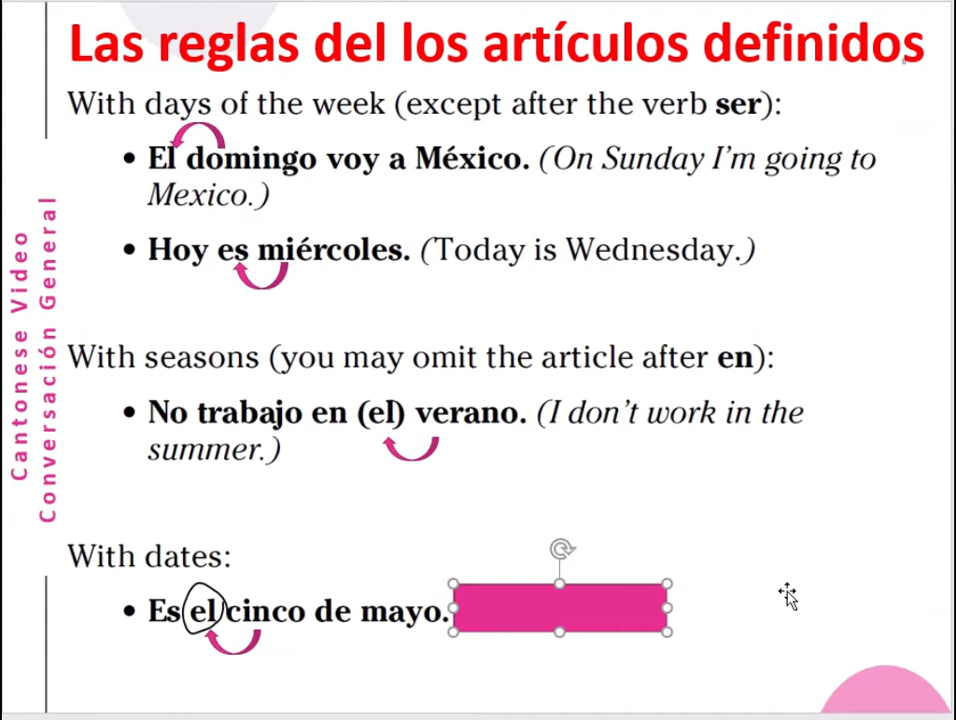 Las reglas del los artículos definidos
With days of the week (except after the verb ser):
• El domingo voy a México. (On Sunday I'm going to
Mexico.)
• Hoy es miércoles. (Today is Wednesday.)
With seasons (you may omit the article after en):
• No trabajo en (el) verano. (I don't work in the
summer.)
With dates:
• Es el cinco de mayo.
Cantonese Video
Conversación General